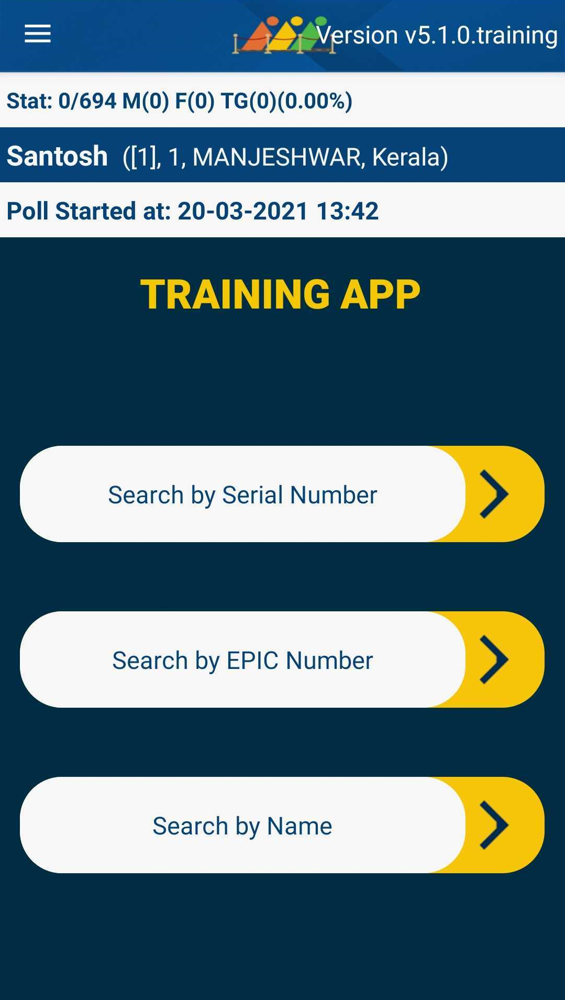 Version v5.1.0.training
Stat: 0/694 M(0) F(0) TG(0)(0.00%)
Santosh ([1], 1, MANJESHWAR, Kerala)
Poll Started at: 20-03-2021 13:42
TRAINING APP
Search by Serial Number
Search by EPIC Number
Search by Name